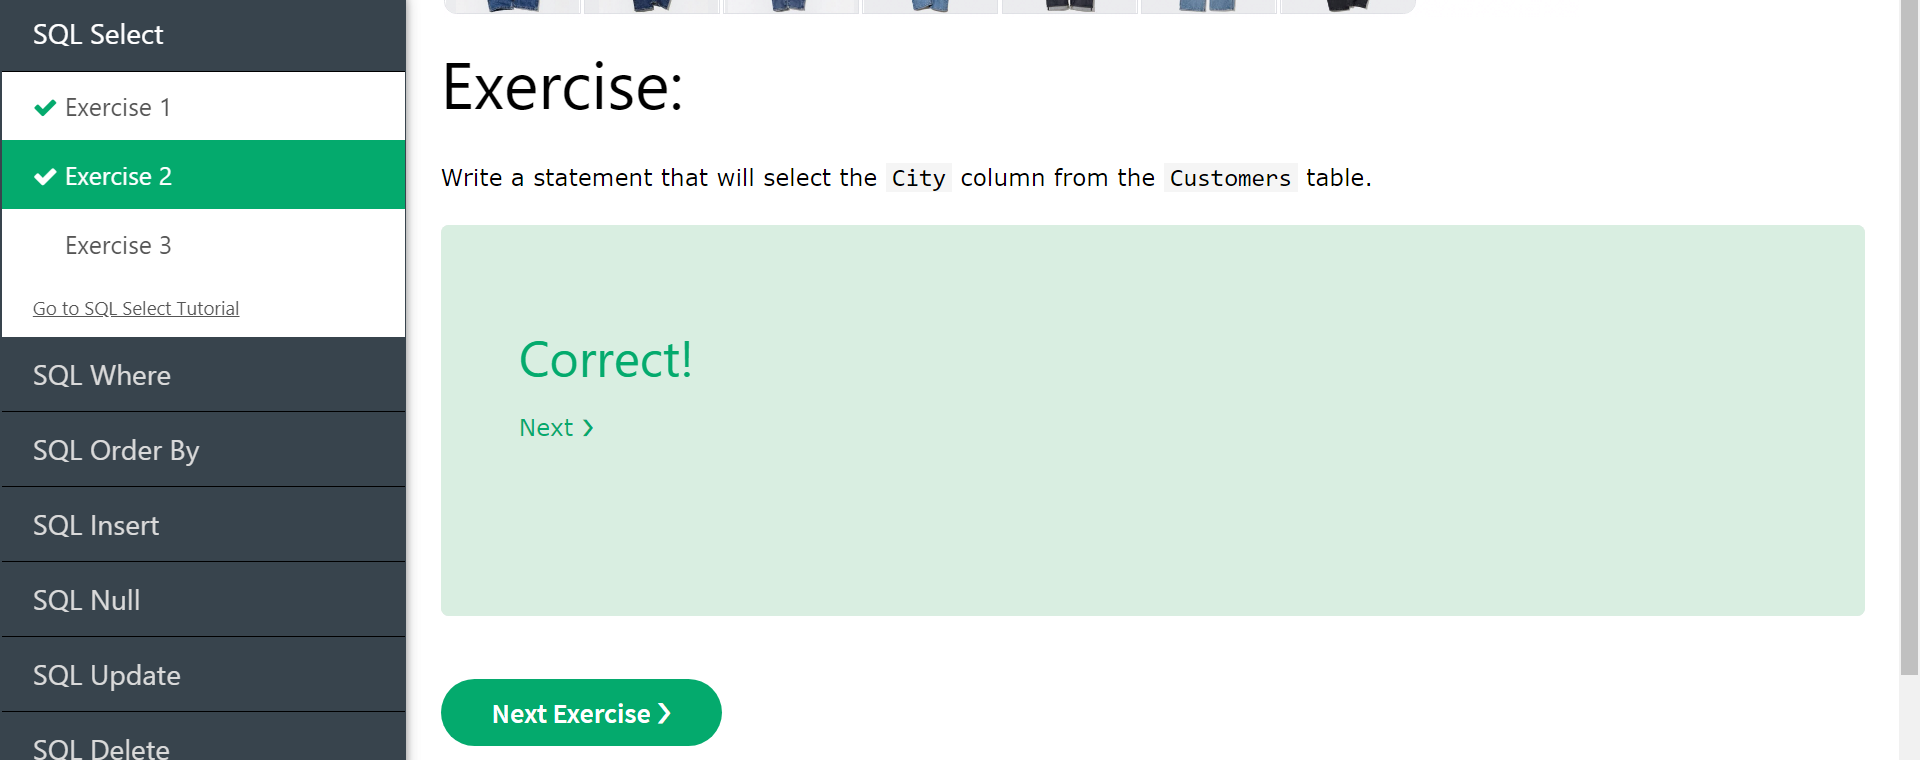 SQL Select
Exercise 1
Exercise 2
Exercise 3
Go to SQL Select Tutorial
SQL Where
SQL Order By
SQL Insert
SQL Null
SQL Update
SQL Delete
Exercise:
Write a statement that will select the City column from the Customers table.
Correct!
Next ❯
Next Exercise ❯